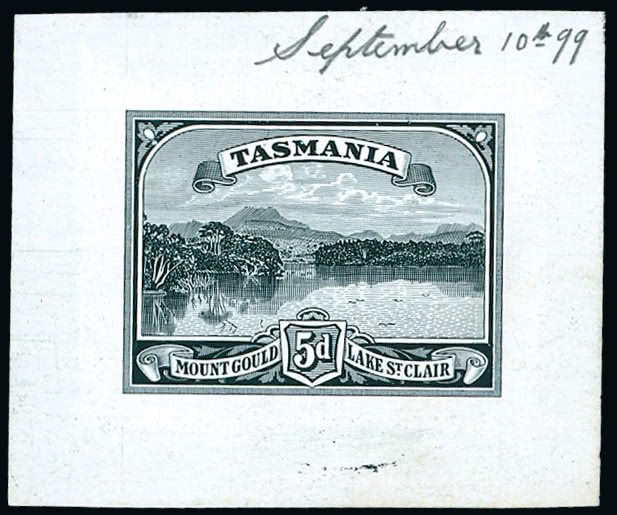 September 10th 99
TASMANIA
5d
MOUNT GOULD LAKE ST CLAIR